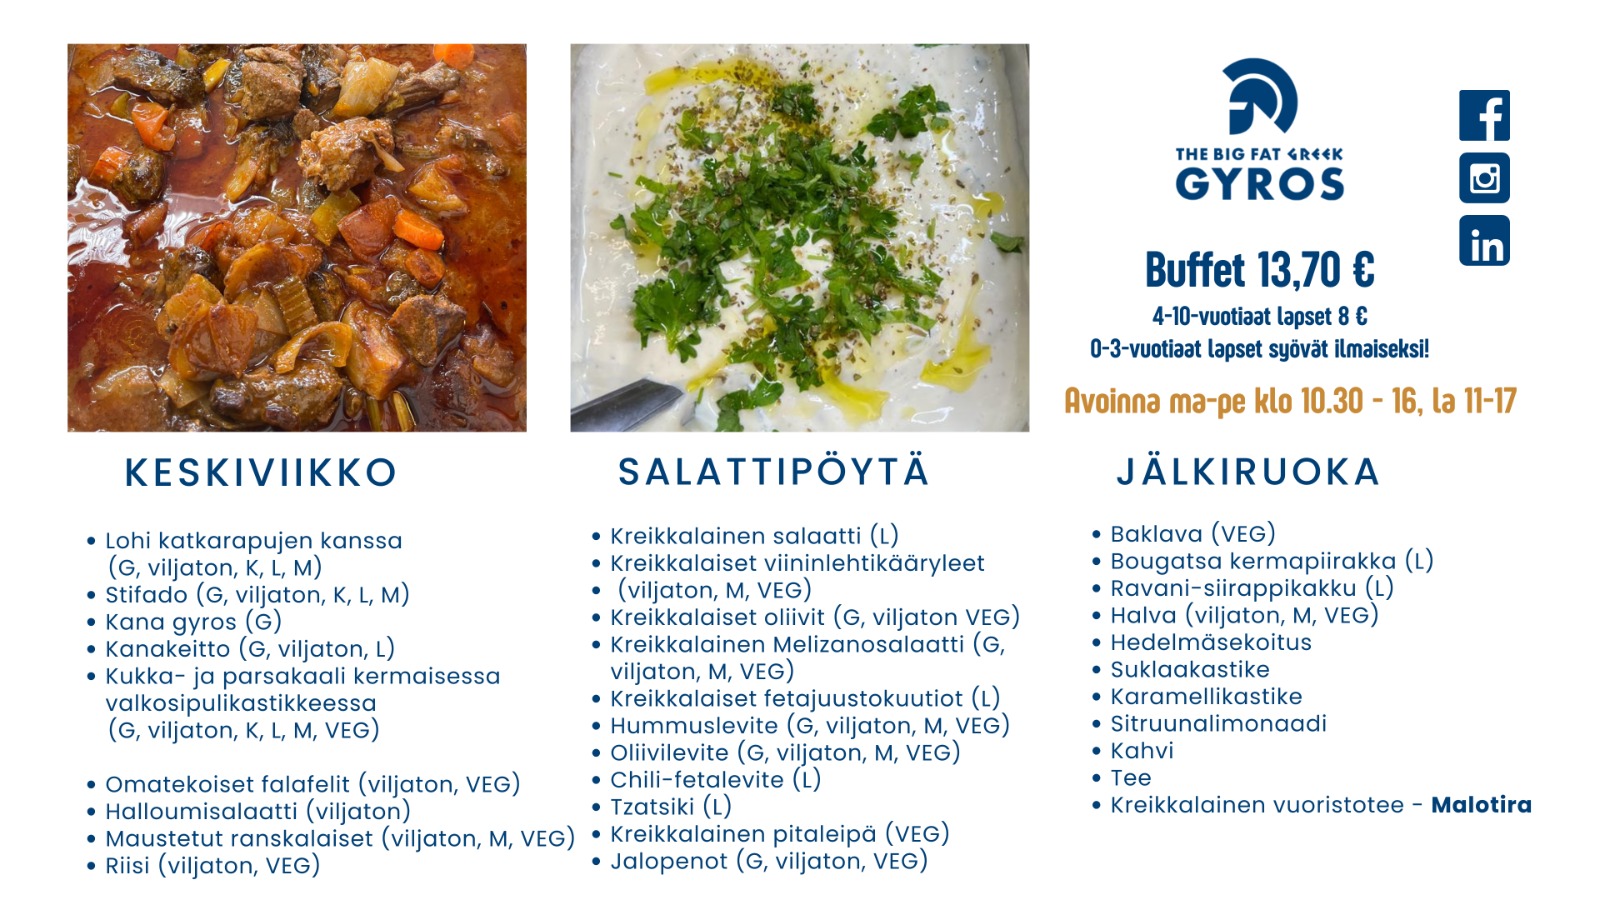 THE BIG FAT GREEK
GYROS
Buffet 13,70 €
4-10-vuotiaat lapset 8 €
0-3-vuotiaat lapset syövät ilmaiseksi!
Avoinna ma-pe klo 10.30 - 16, la 11-17
KESKIVIIKKO
• Lohi katkarapujen kanssa
(G, viljaton, K, L, M)
• Stifado (G, viljaton, K, L, M)
• Kana gyros (G)
• Kanakeitto (G, viljaton, L)
• Kukka- ja parsakaali kermaisessa
valkosipulikastikkeessa
(G, viljaton, K, L, M, VEG)
• Omatekoiset falafelit (viljaton, VEG)
• Halloumisalaatti (viljaton)
• Maustetut ranskalaiset (viljaton, M, VEG)
• Riisi (viljaton, VEG)
SALATTIPÖYTÄ
• Kreikkalainen salaatti (L)
• Kreikkalaiset viininlehtikääryleet
• (viljaton, M, VEG)
• Kreikkalaiset oliivit (G, viljaton VEG)
• Kreikkalainen Melizanosalaatti (G,
viljaton, M, VEG)
• Kreikkalaiset fetajuustokuutiot (L)
• Hummuslevite (G, viljaton, M, VEG)
• Oliivilevite (G, viljaton, M, VEG)
• Chili-fetalevite (L)
• Tzatsiki (L)
• Kreikkalainen pitaleipä (VEG)
• Jalopenot (G, viljaton, VEG)
JÄLKIRUOKA
• Baklava (VEG)
• Bougatsa kermapiirakka (L)
• Ravani-siirappikakku (L)
• Halva (viljaton, M, VEG)
• Hedelmäsekoitus
• Suklaakastike
• Karamellikastike
• Sitruunalimonaadi
• Kahvi
• Tee
• Kreikkalainen vuoristotee - Malotira